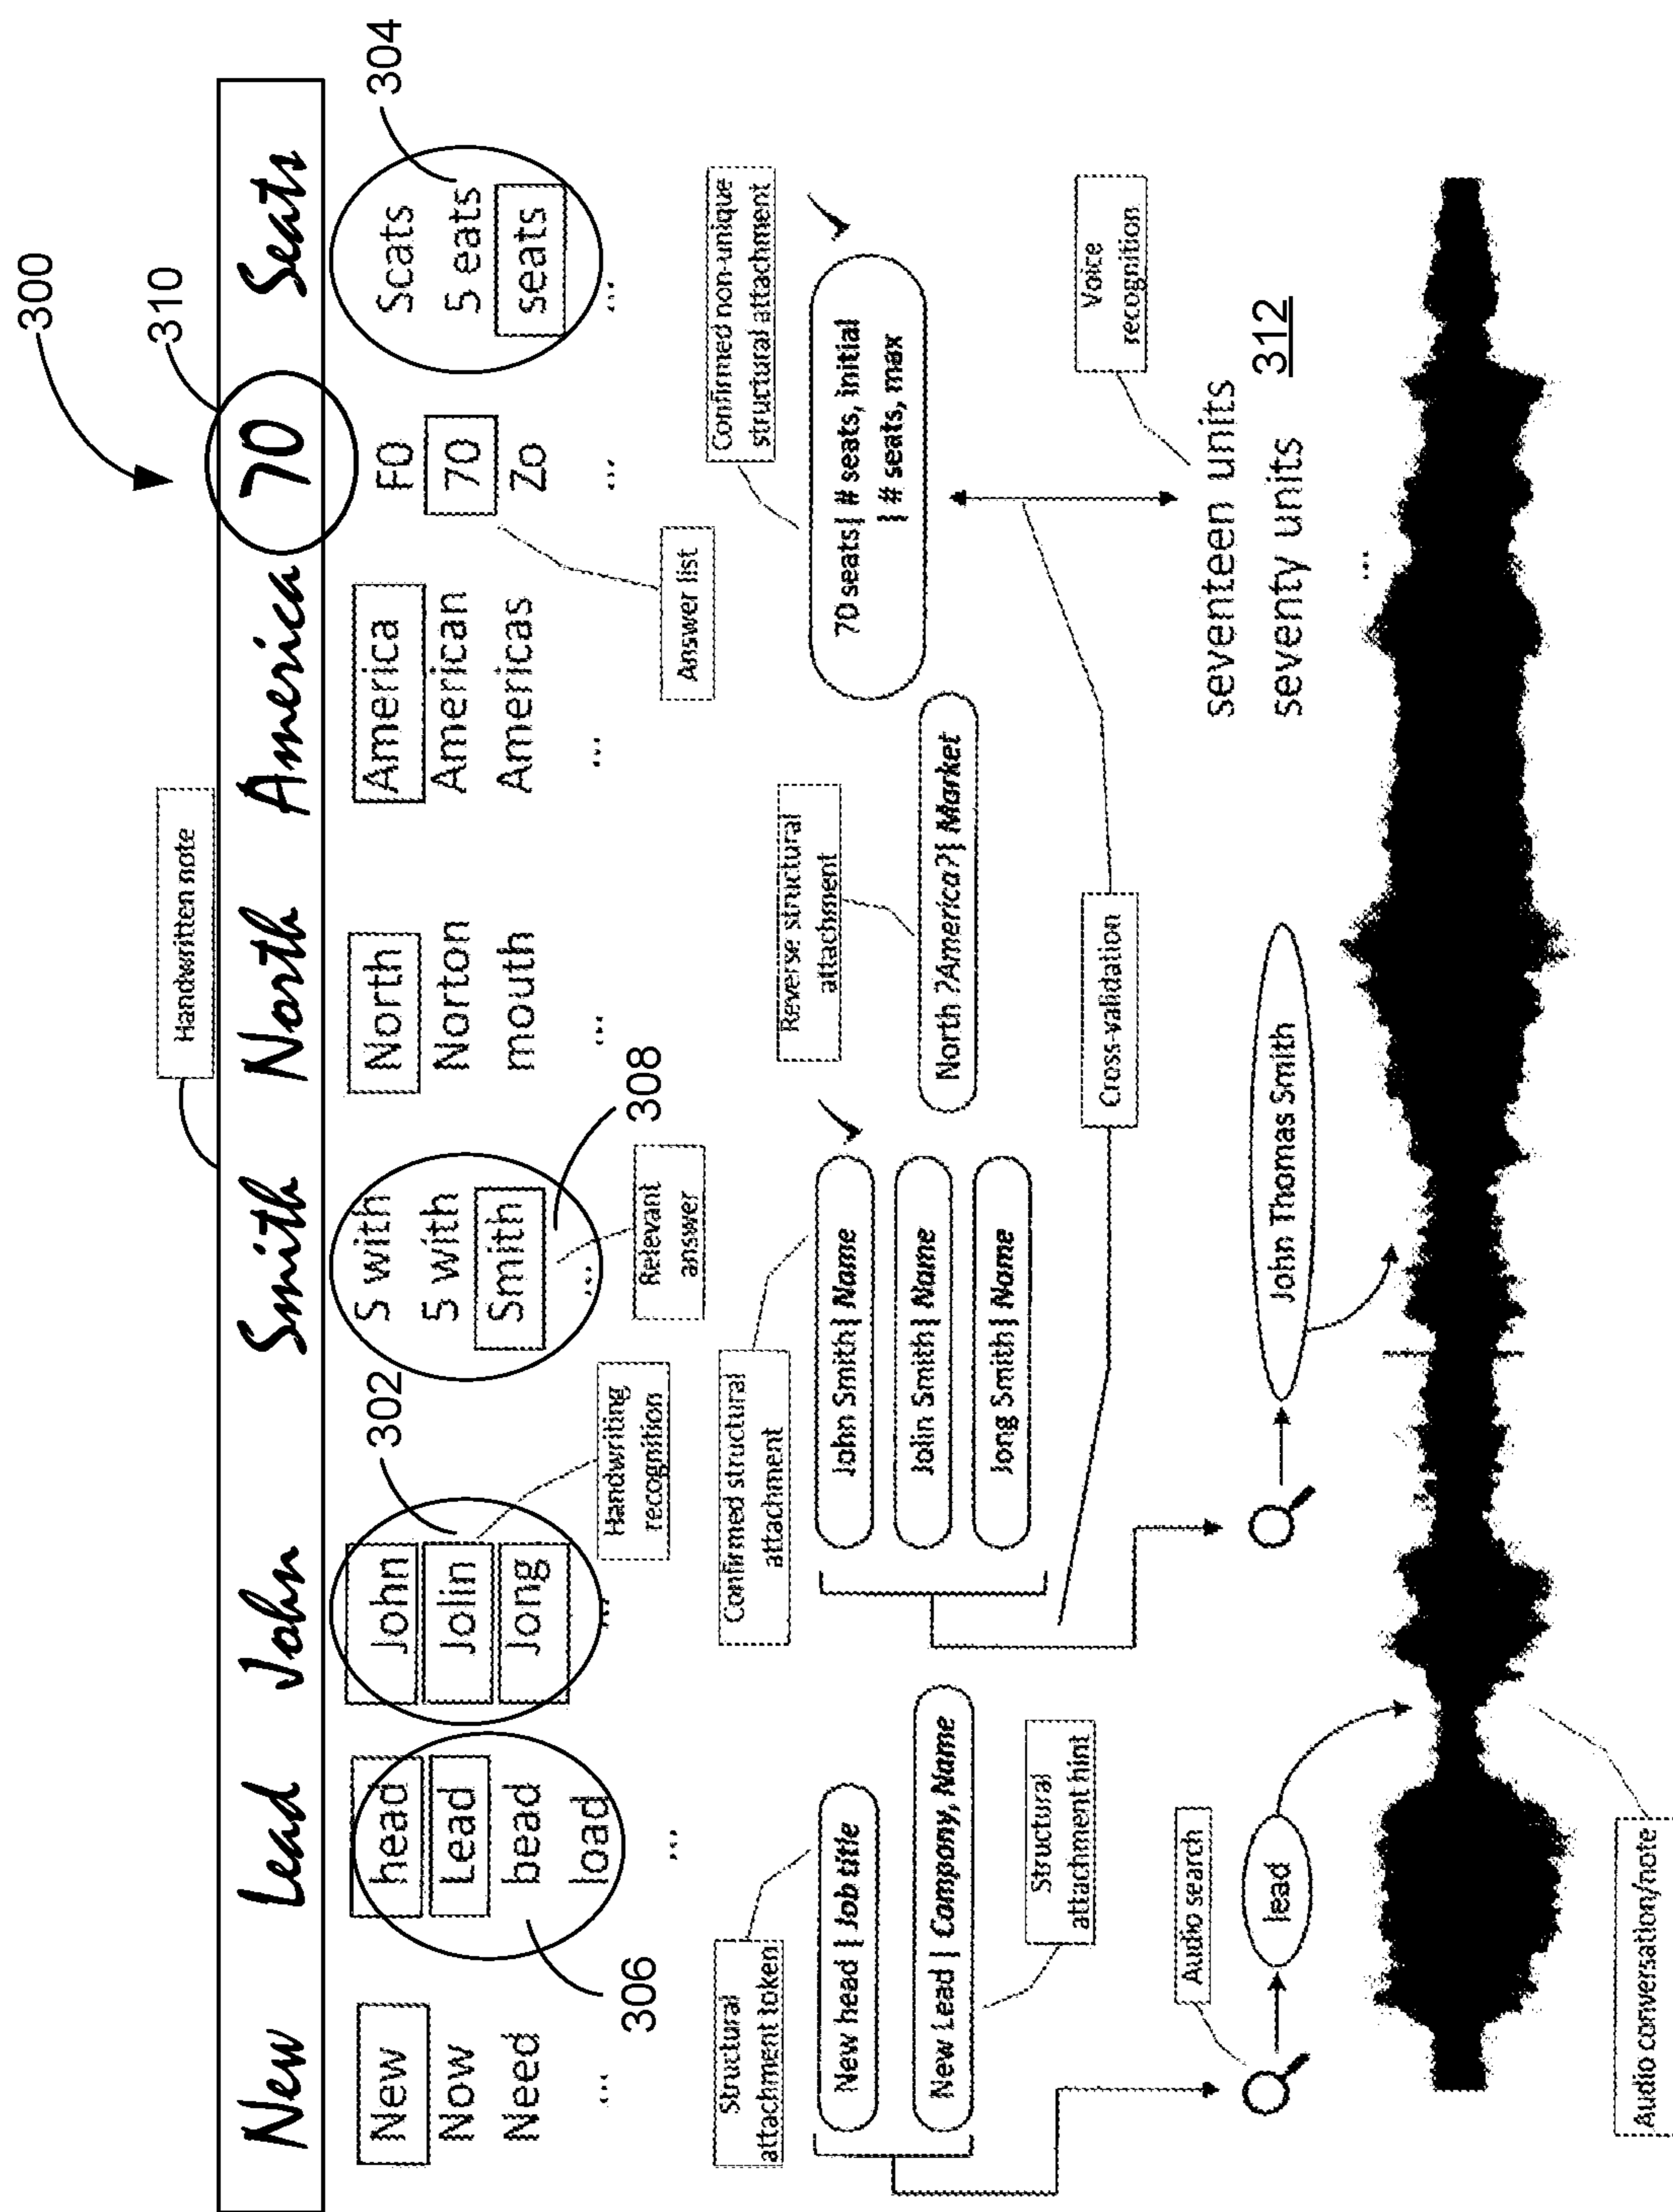 300
310
304
Handwritten note
New Lead John Smith North America 70 Seats
New
Now
Need
...
head
Lead
bead
load
...
306
John
Jolin
Jong
...
302
Handwriting
recognition
S with
5 with
Smith
...
308
Relevant
answer
North
Norton
mouth
...
America
American
Americas
...
F0
70
Zo
...
Answer list
Scats
5 eats
seats
...
Structural
attachment token
New head | Job title
New Lead | Company, Name
Structural
attachment hint
Confirmed structural
attachment
John Smith | Name
Jolin Smith | Name
Jong Smith | Name
Reverse structural
attachment
North ?America? | Market
Confirmed non-unique
structural attachment
70 seats | # seats, initial
| # seats, max
Cross-validation
Voice
recognition
Audio search
lead
John Thomas Smith
seventeen units
seventy units
...
312
Audio conversation/note